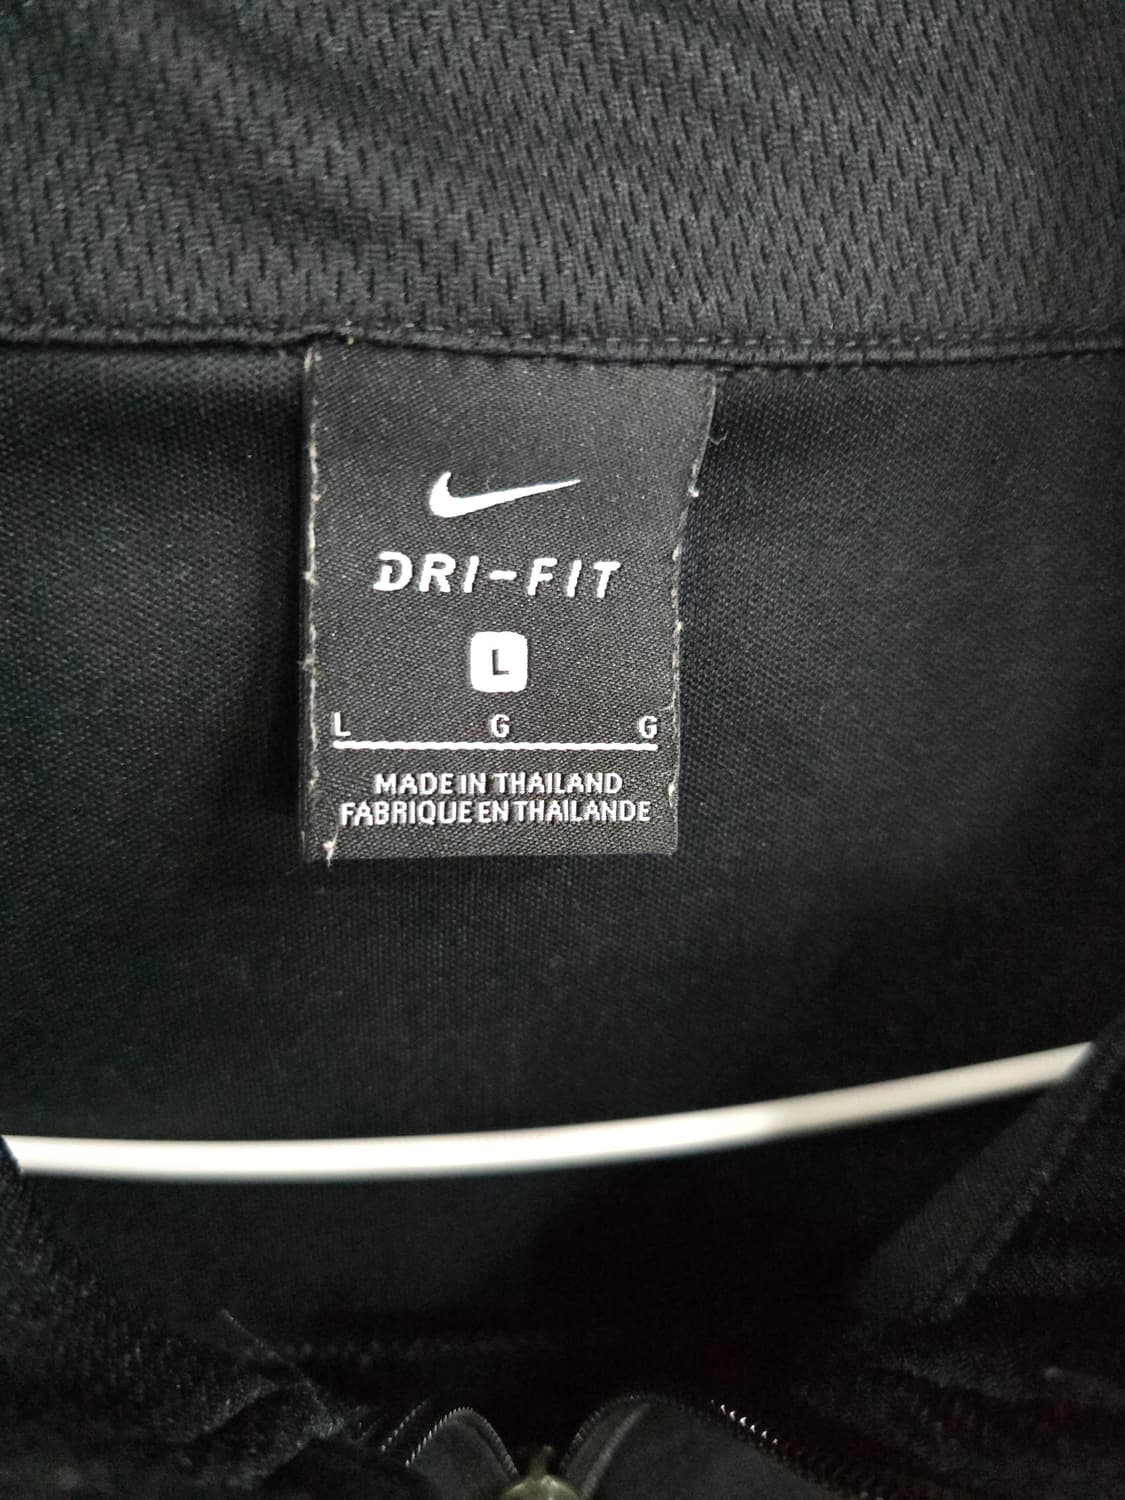 DRI-FIT
L
L G G
MADE IN THAILAND
FABRIQUE EN THAILANDE